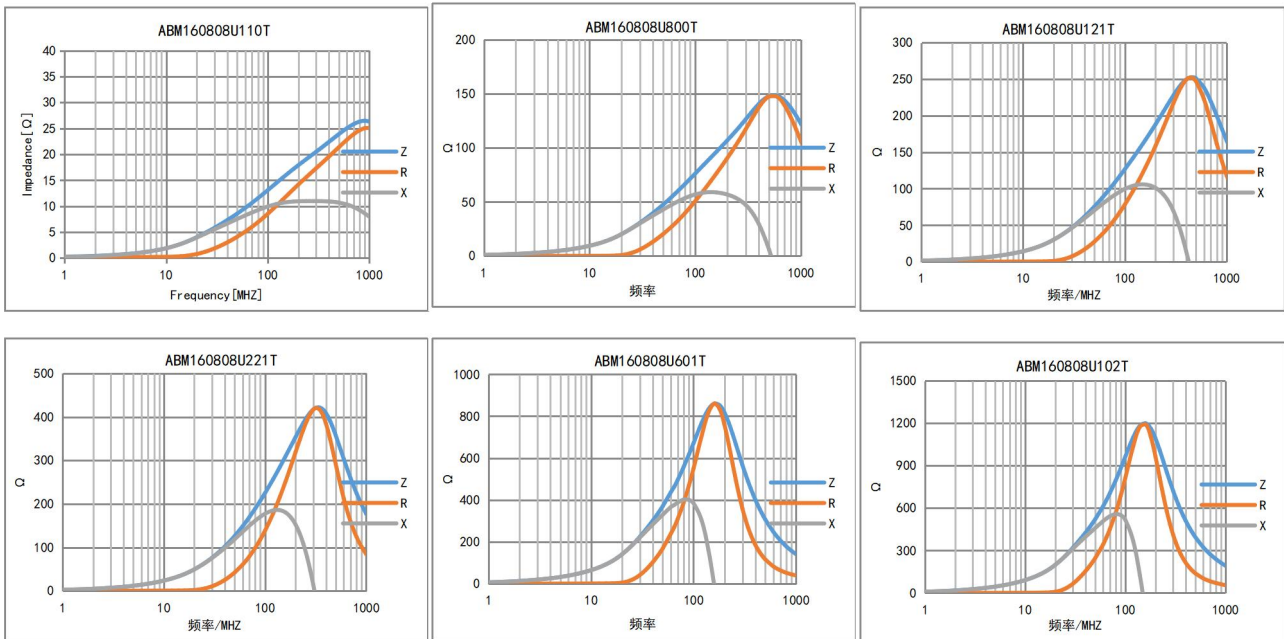 ABM160808U110T
40
35
30
25
20
15
10
5
0
Impedance[Ω]
1 10 100 1000
Frequency[MHZ]
Z
R
X
ABM160808U800T
200
150
100
50
0
Ω
1 10 100 1000
频率
Z
R
X
ABM160808U121T
300
250
200
150
100
50
0
Ω
1 10 100 1000
频率/MHZ
Z
R
X
ABM160808U221T
500
400
300
200
100
0
Ω
1 10 100 1000
频率/MHZ
Z
R
X
ABM160808U601T
1000
800
600
400
200
0
Ω
1 10 100 1000
频率
Z
R
X
ABM160808U102T
1500
1200
900
600
300
0
Ω
1 10 100 1000
频率/MHZ
Z
R
X